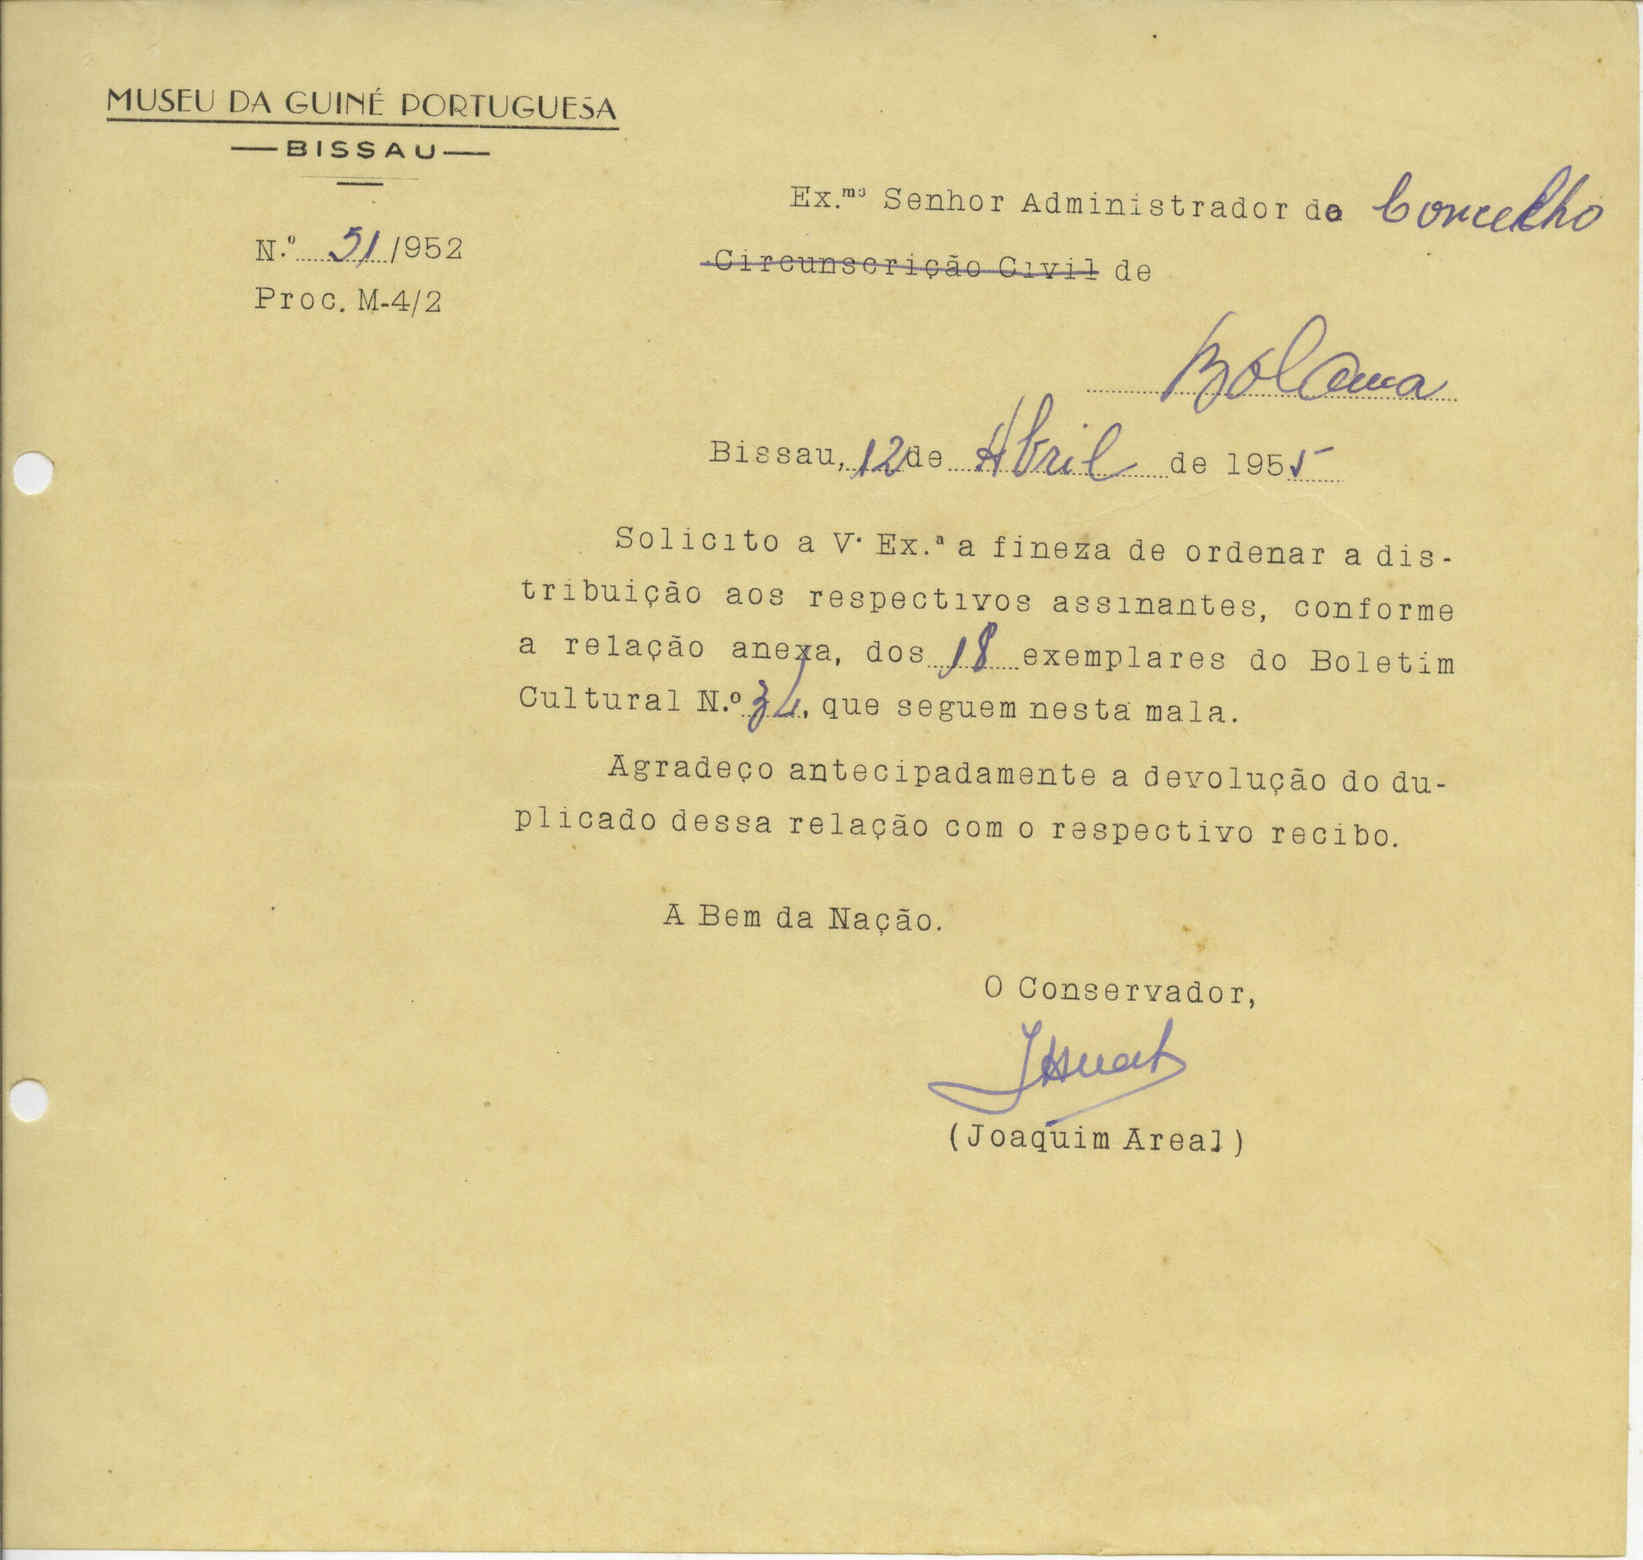 MUSEU DA GUINÉ PORTUGUESA
—BISSAU—
N.º 51/952
Proc. M-4/2
Ex.mo Senhor Administrador do Concelho
Circunscrição Civil de
Bolama
Bissau, 12 de Abril de 1955
Solicito a V. Ex.ª a fineza de ordenar a dis-
tribuição aos respectivos assinantes, conforme
a relação anexa, dos 18 exemplares do Boletim
Cultural N.º 34, que seguem nesta mala.
Agradeço antecipadamente a devolução do du-
plicado dessa relação com o respectivo recibo.
A Bem da Nação.
O Conservador,
(Joaquim Areal)